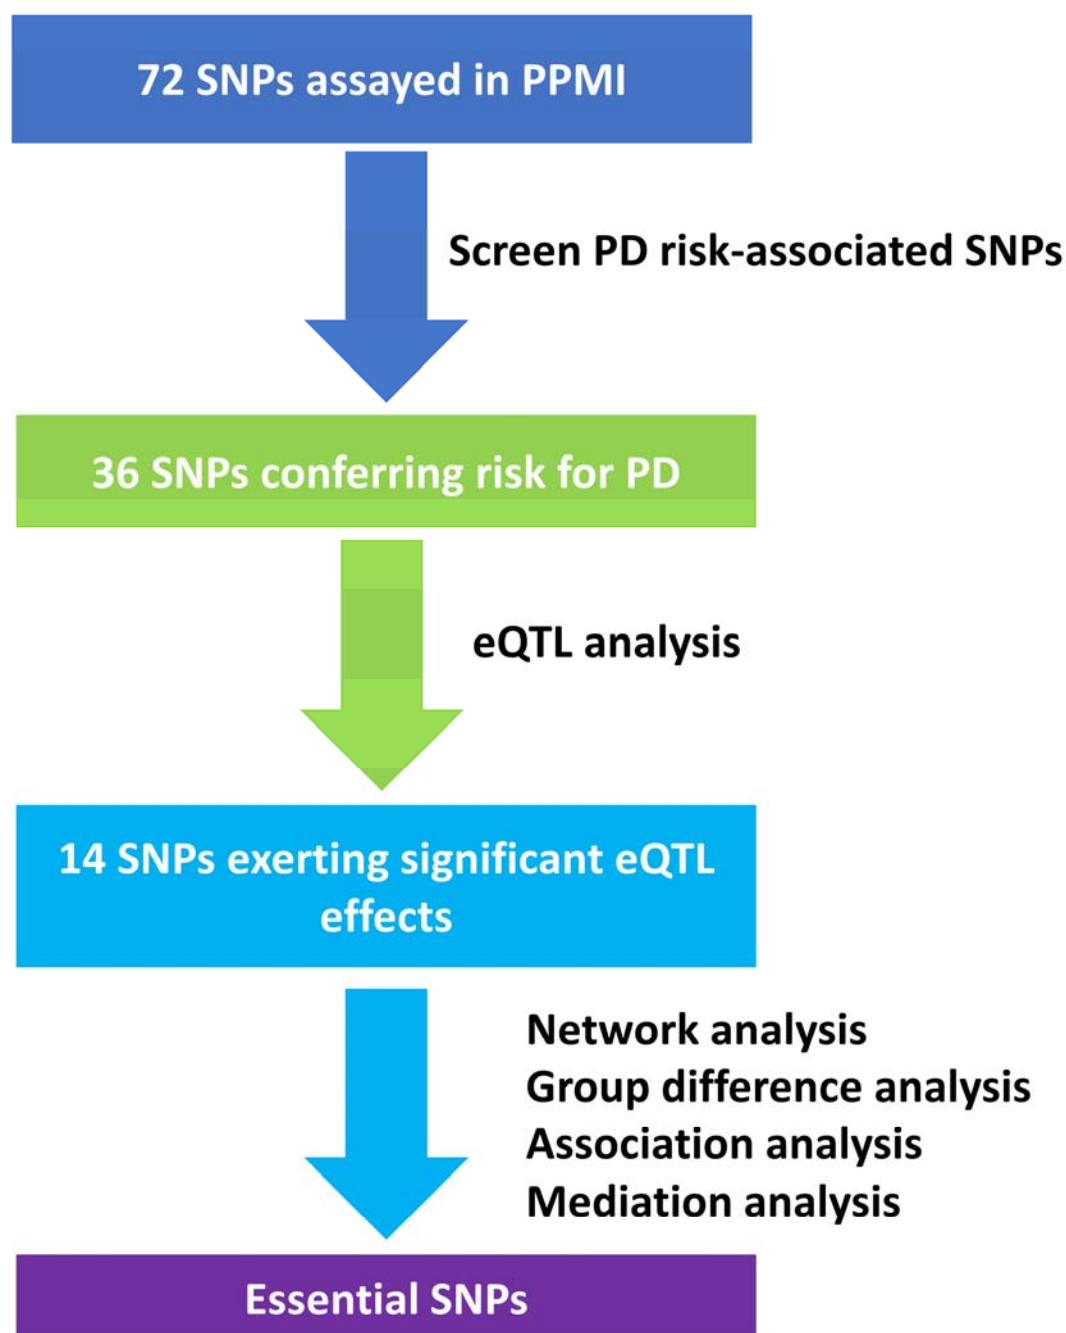 72 SNPs assayed in PPMI
Screen PD risk-associated SNPs
36 SNPs conferring risk for PD
eQTL analysis
14 SNPs exerting significant eQTL
effects
Network analysis
Group difference analysis
Association analysis
Mediation analysis
Essential SNPs